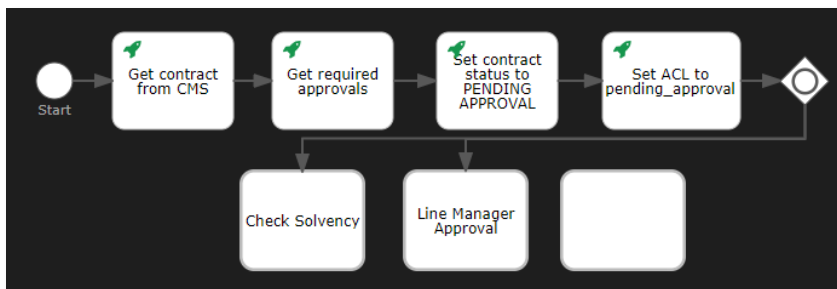 Get contract
from CMS
Get required
approvals
Set contract
status to
PENDING
APPROVAL
Set ACL to
pending_approval
Start
Check Solvency
Line Manager
Approval